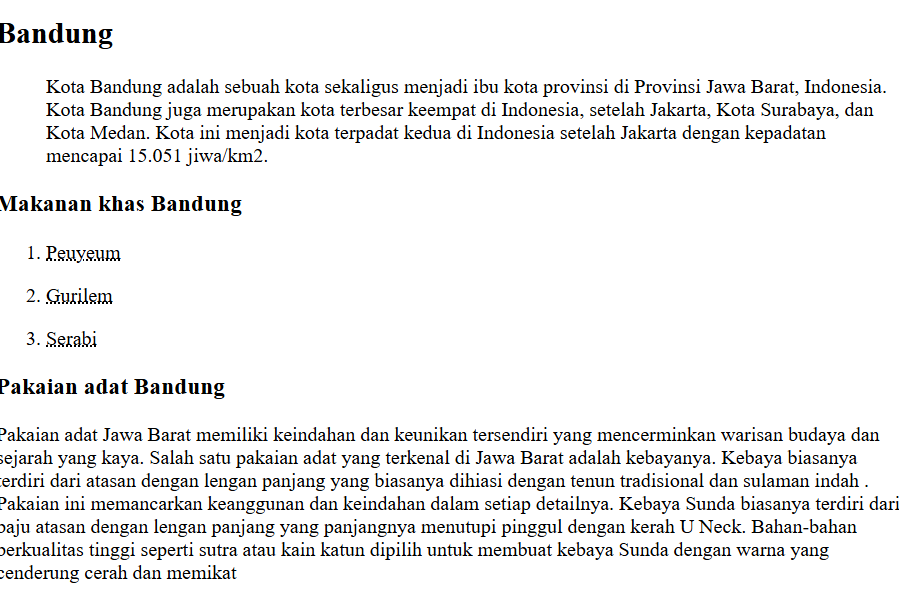 Bandung
Kota Bandung adalah sebuah kota sekaligus menjadi ibu kota provinsi di Provinsi Jawa Barat, Indonesia.
Kota Bandung juga merupakan kota terbesar keempat di Indonesia, setelah Jakarta, Kota Surabaya, dan
Kota Medan. Kota ini menjadi kota terpadat kedua di Indonesia setelah Jakarta dengan kepadatan
mencapai 15.051 jiwa/km2.
Makanan khas Bandung
1. Peuyeum
2. Gurilem
3. Serabi
Pakaian adat Bandung
Pakaian adat Jawa Barat memiliki keindahan dan keunikan tersendiri yang mencerminkan warisan budaya dan
sejarah yang kaya. Salah satu pakaian adat yang terkenal di Jawa Barat adalah kebayanya. Kebaya biasanya
terdiri dari atasan dengan lengan panjang yang biasanya dihiasi dengan tenun tradisional dan sulaman indah .
Pakaian ini memancarkan keanggunan dan keindahan dalam setiap detailnya. Kebaya Sunda biasanya terdiri dari
baju atasan dengan lengan panjang yang panjangnya menutupi pinggul dengan kerah U Neck. Bahan-bahan
berkualitas tinggi seperti sutra atau kain katun dipilih untuk membuat kebaya Sunda dengan warna yang
cenderung cerah dan memikat